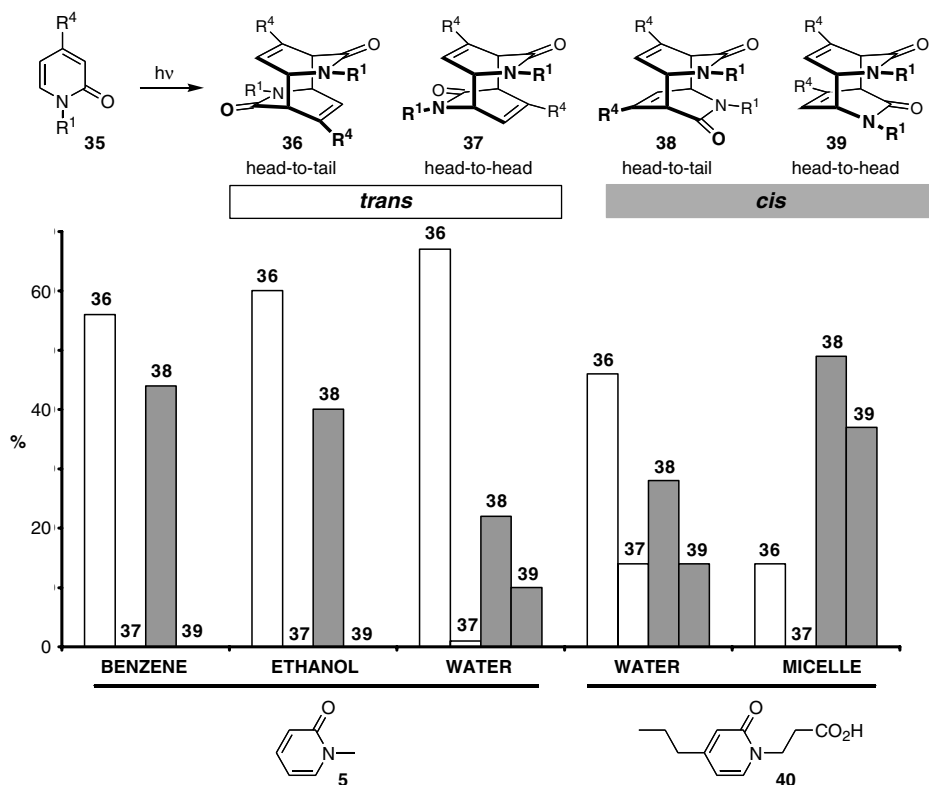 R4
N
R1
O
35
hν
R4
O
N
R1
R1
N
O
R4
36
head-to-tail
R4
O
N
R1
O
R1
N
R4
37
head-to-head
R4
O
N
R1
N
R1
R4
O
38
head-to-tail
R4
O
N
R1
R4
O
N
R1
39
head-to-head
trans
cis
%
60
40
20
0
36 37 38 39
36 37 38 39
36 37 38 39
36 37 38 39
36 37 38 39
BENZENE ETHANOL WATER WATER MICELLE
O
N
5
O
N
CO2H
40